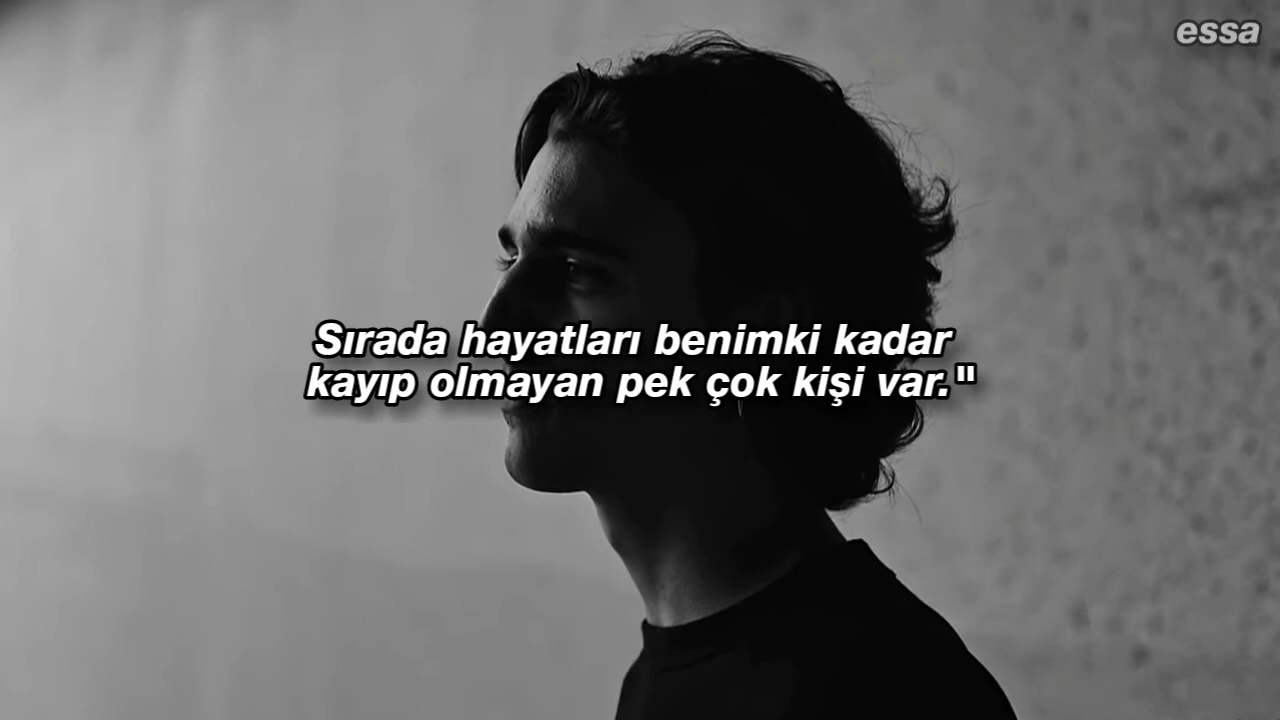 essa
Sırada hayatları benimki kadar
kayıp olmayan pek çok kişi var."